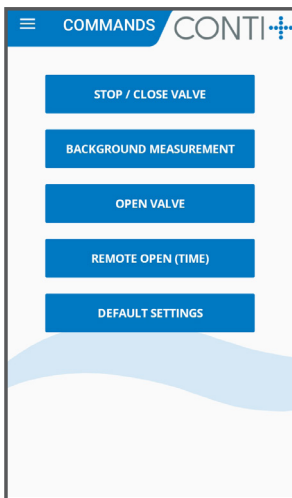 COMMANDS CONTI
STOP / CLOSE VALVE
BACKGROUND MEASUREMENT
OPEN VALVE
REMOTE OPEN (TIME)
DEFAULT SETTINGS